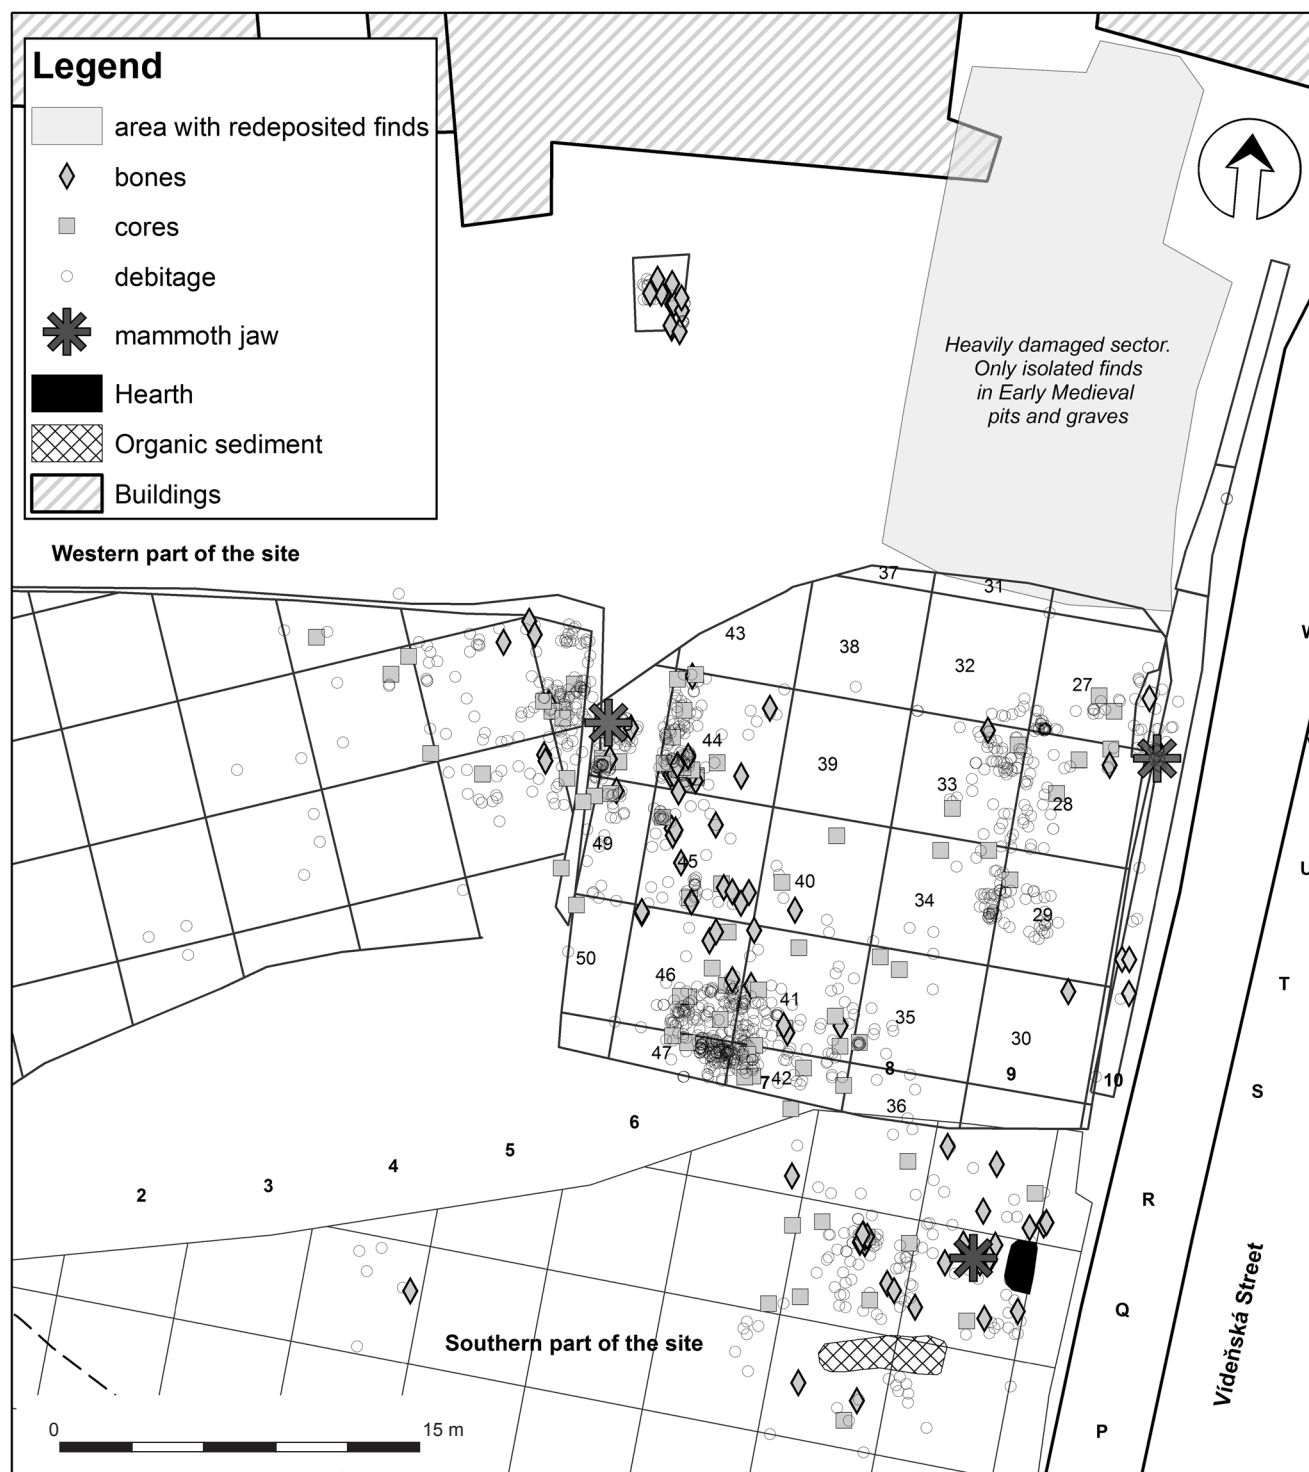 Legend
area with redeposited finds
bones
cores
debitage
mammoth jaw
Hearth
Organic sediment
Buildings
Heavily damaged sector.
Only isolated finds
in Early Medieval
pits and graves
Western part of the site
37
31
43
38
32
27
44
39
33
28
49
45
40
34
29
50
46
41
35
30
47
42
36
7
8
9
10
6
5
4
3
2
W
U
T
S
R
Q
P
Vídeňská Street
Southern part of the site
0
15 m